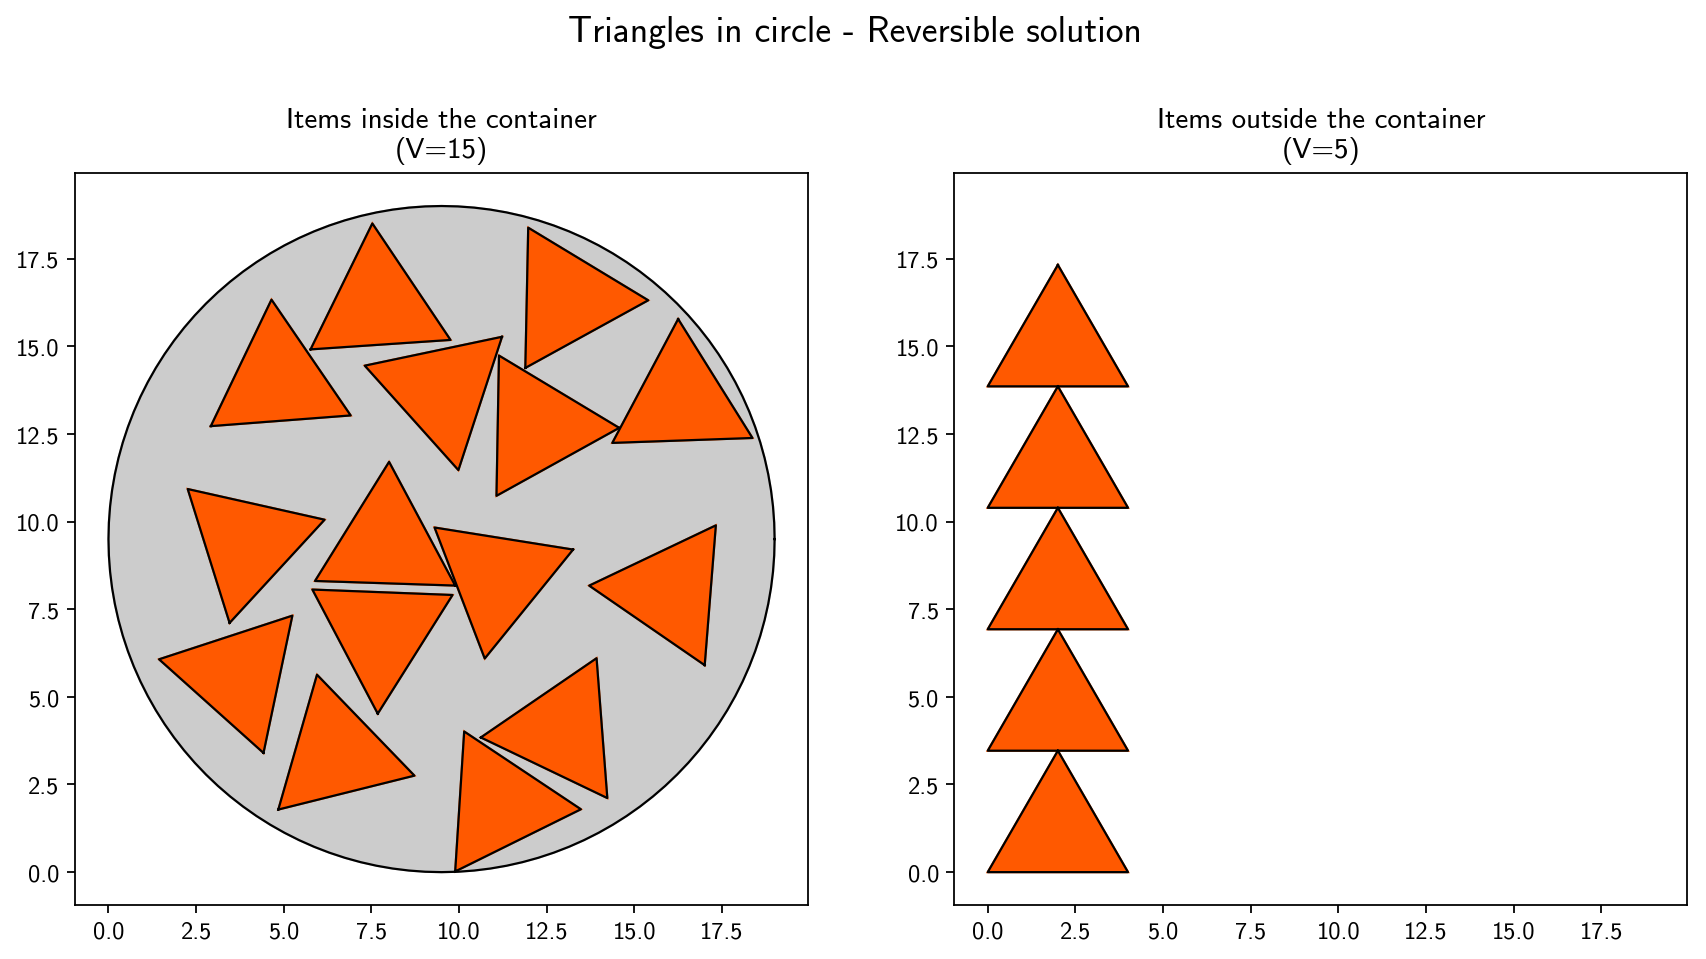 Triangles in circle - Reversible solution
Items inside the container
(V=15)
17.5
15.0
12.5
10.0
7.5
5.0
2.5
0.0
0.0 2.5 5.0 7.5 10.0 12.5 15.0 17.5
Items outside the container
(V=5)
17.5
15.0
12.5
10.0
7.5
5.0
2.5
0.0
0.0 2.5 5.0 7.5 10.0 12.5 15.0 17.5